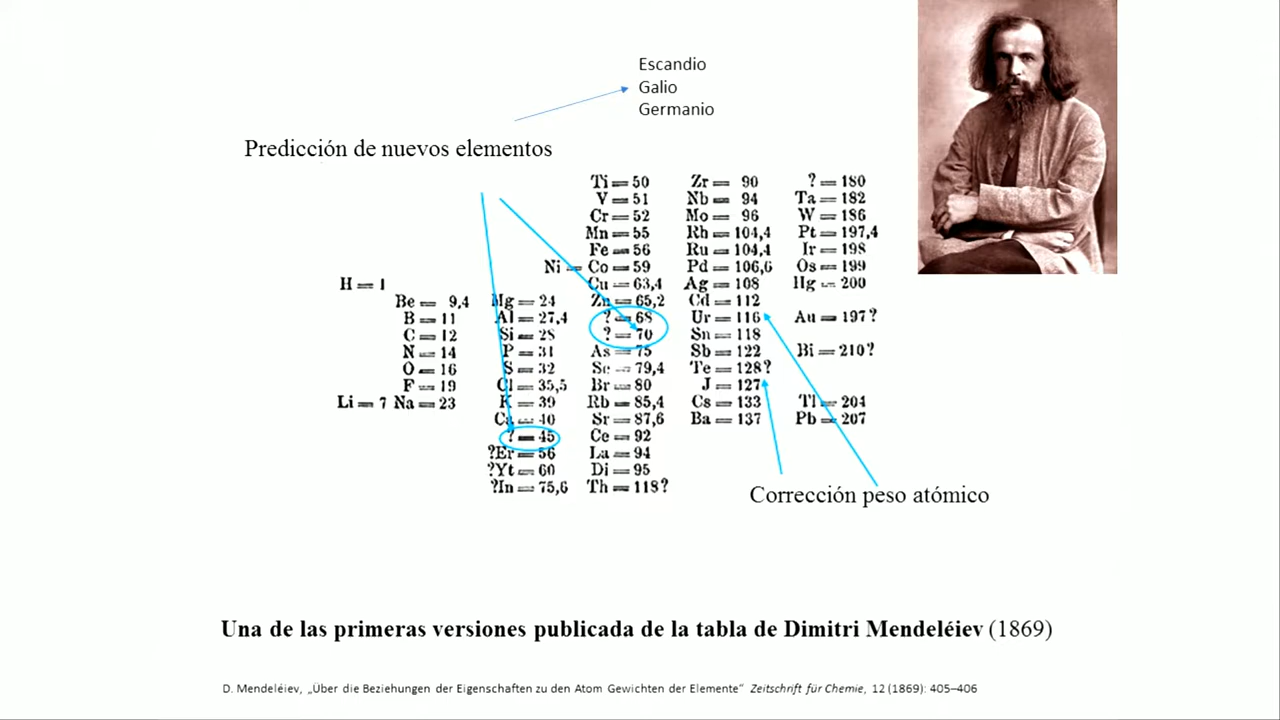 Escandio
Galio
Germanio
Predicción de nuevos elementos
Ti = 50 Zr = 90 ? = 180
V = 51 Nb = 94 Ta = 182
Cr = 52 Mo = 96 W = 186
Mn = 55 Rh = 104,4 Pt = 197,4
Fe = 56 Ru = 104,4 Ir = 198
Ni = Co = 59 Pd = 106,6 Os = 199
H = 1 Cu = 63,4 Ag = 108 Hg = 200
Be = 9,4 Mg = 24 Zn = 65,2 Cd = 112
B = 11 Al = 27,4 ? = 68 Ur = 116 Au = 197?
C = 12 Si = 28 ? = 70 Sn = 118
N = 14 P = 31 As = 75 Sb = 122 Bi = 210?
O = 16 S = 32 Se = 79,4 Te = 128?
F = 19 Cl = 35,5 Br = 80 J = 127
Li = 7 Na = 23 K = 39 Rb = 85,4 Cs = 133 Tl = 204
Ca = 40 Sr = 87,6 Ba = 137 Pb = 207
? = 45 Ce = 92
?Er = 56 La = 94
?Yt = 60 Di = 95
?In = 75,6 Th = 118?
Corrección peso atómico
Una de las primeras versiones publicada de la tabla de Dimitri Mendeléiev (1869)
D. Mendeléiev, „Über die Beziehungen der Eigenschaften zu den Atom Gewichten der Elemente“ Zeitschrift für Chemie, 12 (1869): 405–406